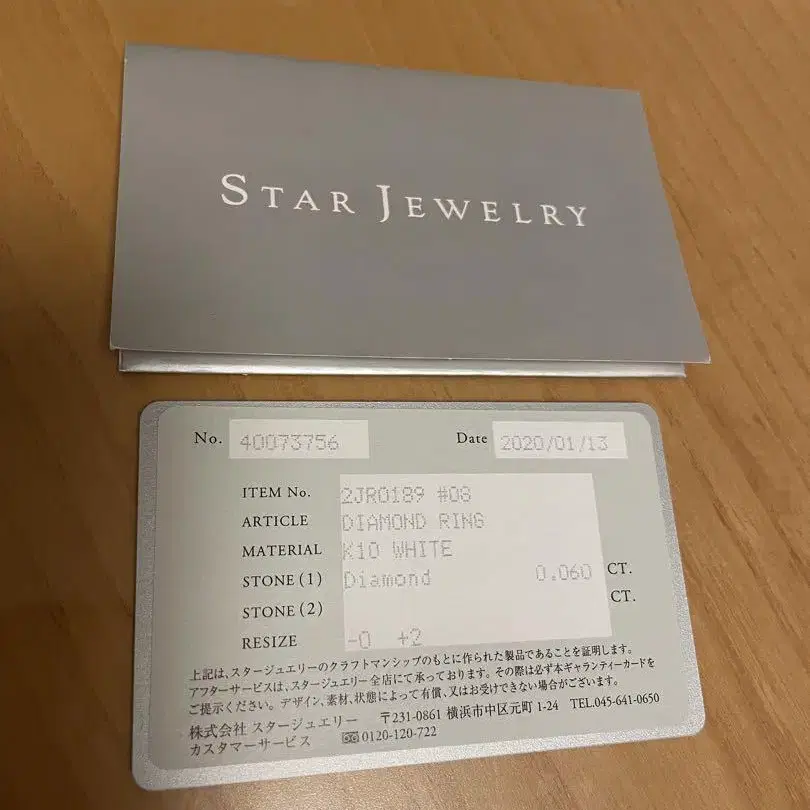 STAR JEWELRY
No. 40073756 Date 2020/01/13
ITEM No. 2JR0189 #08
ARTICLE DIAMOND RING
MATERIAL K10 WHITE
STONE(1) Diamond 0.060 CT.
STONE(2) CT.
RESIZE -0 +2
上記は、スタージュエリーのクラフトマンシップのもとに作られた製品であることを証明します。
アフターサービスは、スタージュエリー全店にて承っております。その際は必ず本ギャランティーカードを
ご提示ください。デザイン、素材、状態によって有償、又はお受けできない場合がございます。
株式会社 スタージュエリー 〒231-0861 横浜市中区元町 1-24 TEL.045-641-0650
カスタマーサービス 0120-120-722